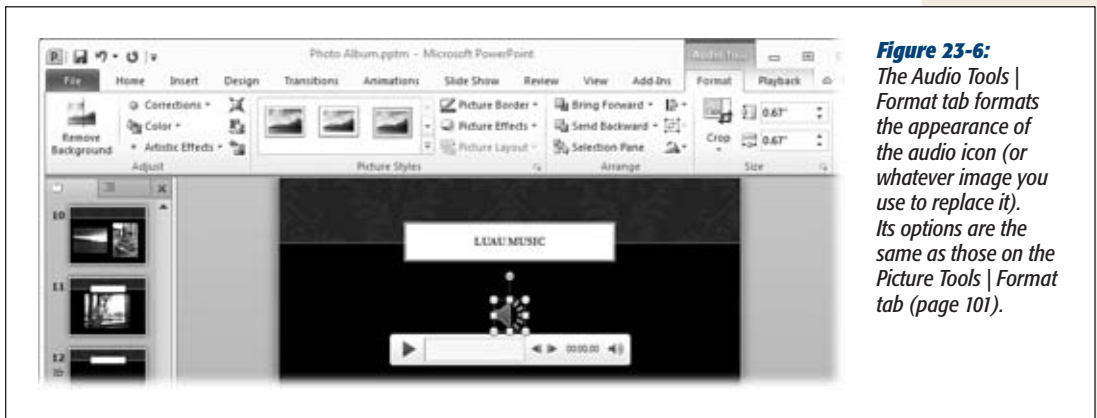 Photo Album.pptm - Microsoft PowerPoint
File Home Insert Design Transitions Animations Slide Show Review View Add-Ins Format Playback
Remove Background
Corrections
Color
Artistic Effects
Adjust
Picture Styles
Picture Border
Picture Effects
Picture Layout
Bring Forward
Send Backward
Selection Pane
Arrange
Crop
0.67"
0.67"
Size
10
11
12
LUAU MUSIC
00:00.00
Figure 23-6:
The Audio Tools |
Format tab formats
the appearance of
the audio icon (or
whatever image you
use to replace it).
Its options are the
same as those on the
Picture Tools | Format
tab (page 101).